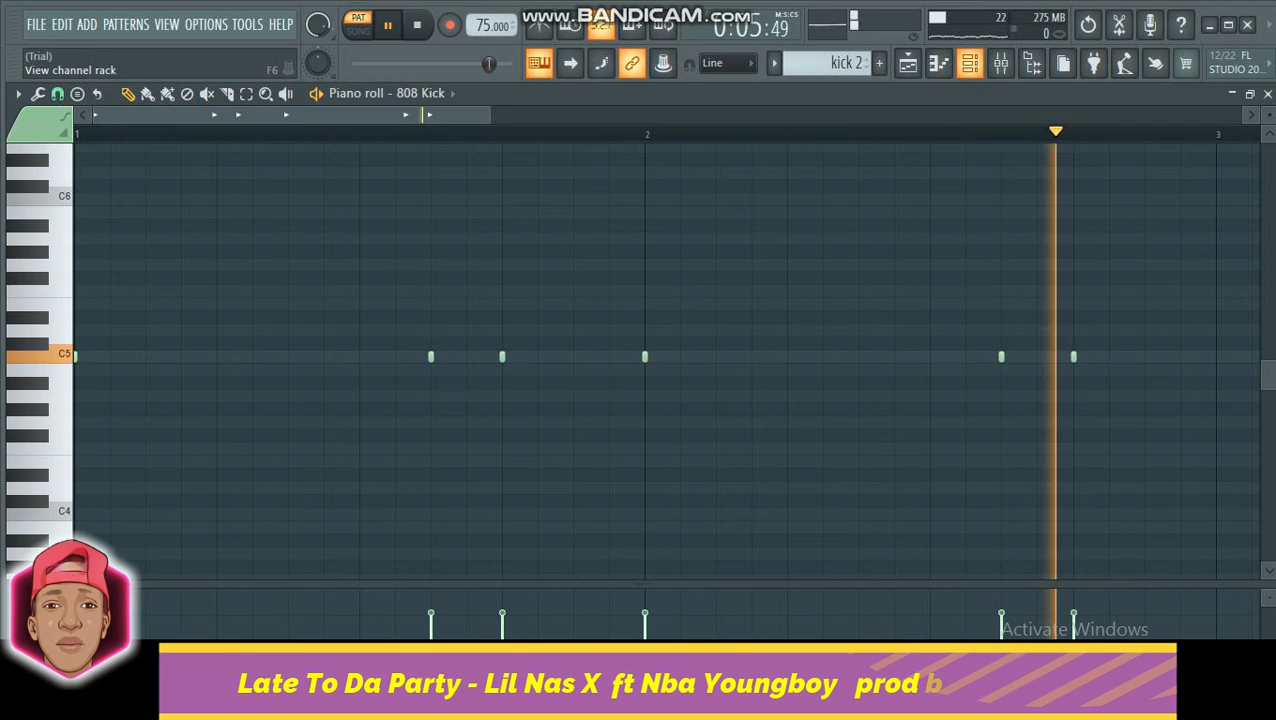 FILE EDIT ADD PATTERNS VIEW OPTIONS TOOLS HELP
PAT
SONG
75.000
www.BANDICAM.com
0:05:49
M:S:CS
22
275 MB
0
(Trial)
View channel rack
F6
Line
kick 2
12/22 FL
STUDIO 20...
Piano roll - 808 Kick
1
2
3
C6
C5
C4
Activate Windows
Late To Da Party - Lil Nas X ft Nba Youngboy prod b